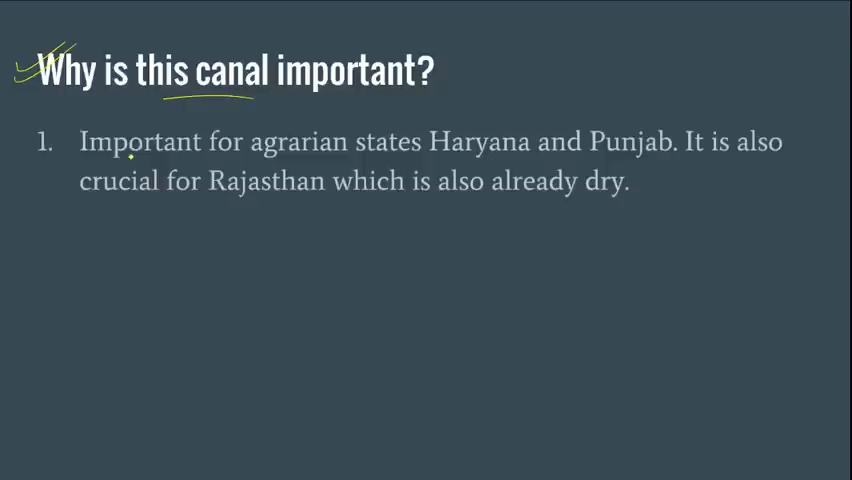 Why is this canal important?
1. Important for agrarian states Haryana and Punjab. It is also
crucial for Rajasthan which is also already dry.